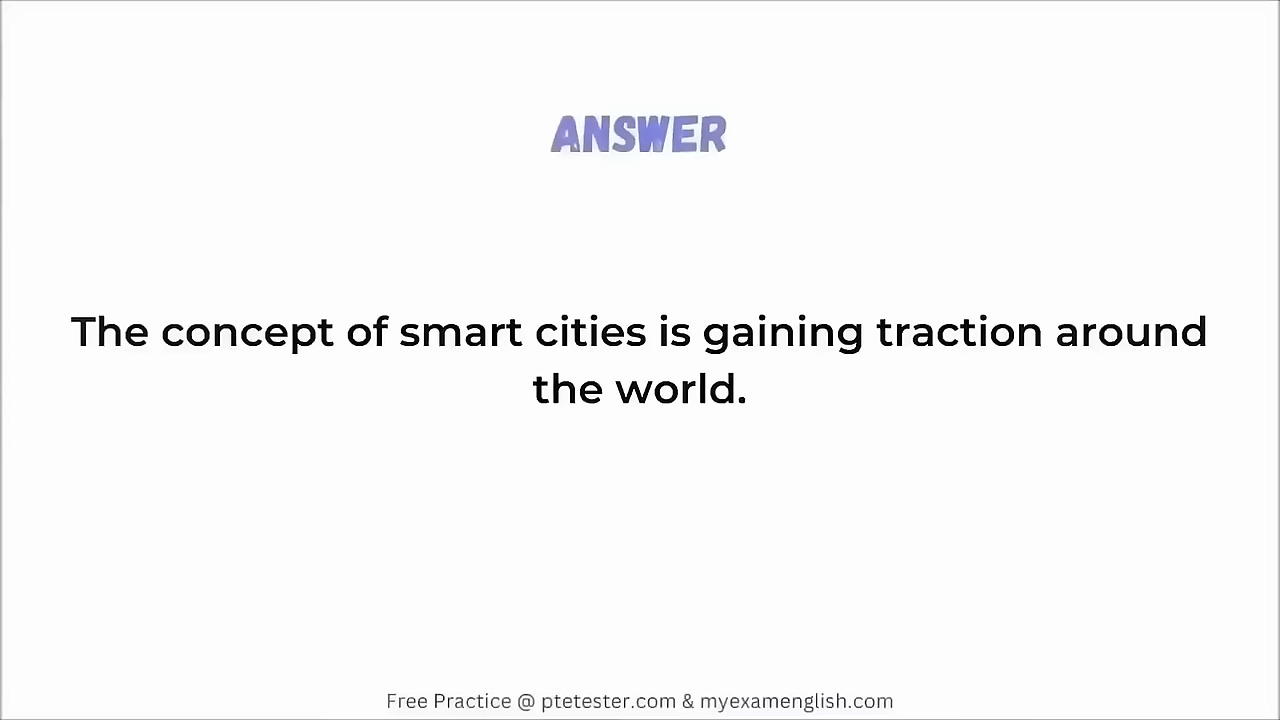 ANSWER
The concept of smart cities is gaining traction around
the world.
Free Practice @ ptetester.com & myexamenglish.com